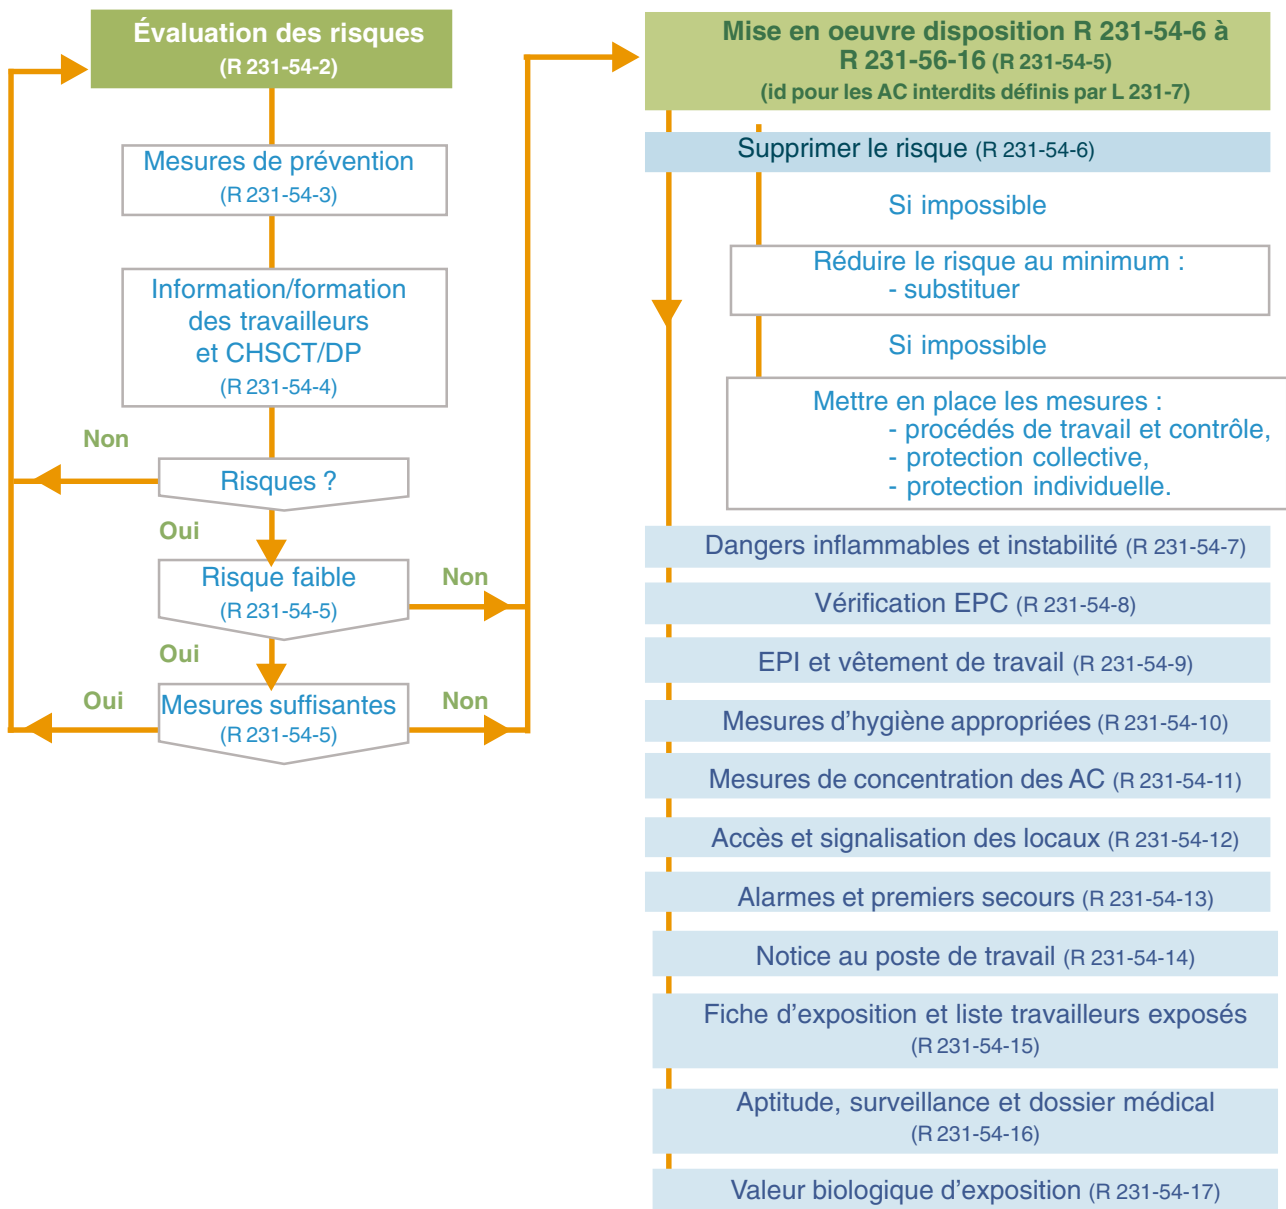 Évaluation des risques
(R 231-54-2)
Mesures de prévention
(R 231-54-3)
Information/formation
des travailleurs
et CHSCT/DP
(R 231-54-4)
Non
Risques ?
Oui
Risque faible
(R 231-54-5)
Non
Oui
Oui
Mesures suffisantes
(R 231-54-5)
Non
Mise en oeuvre disposition R 231-54-6 à
R 231-56-16 (R 231-54-5)
(id pour les AC interdits définis par L 231-7)
Supprimer le risque (R 231-54-6)
Si impossible
Réduire le risque au minimum :
- substituer
Si impossible
Mettre en place les mesures :
- procédés de travail et contrôle,
- protection collective,
- protection individuelle.
Dangers inflammables et instabilité (R 231-54-7)
Vérification EPC (R 231-54-8)
EPI et vêtement de travail (R 231-54-9)
Mesures d'hygiène appropriées (R 231-54-10)
Mesures de concentration des AC (R 231-54-11)
Accès et signalisation des locaux (R 231-54-12)
Alarmes et premiers secours (R 231-54-13)
Notice au poste de travail (R 231-54-14)
Fiche d'exposition et liste travailleurs exposés
(R 231-54-15)
Aptitude, surveillance et dossier médical
(R 231-54-16)
Valeur biologique d'exposition (R 231-54-17)